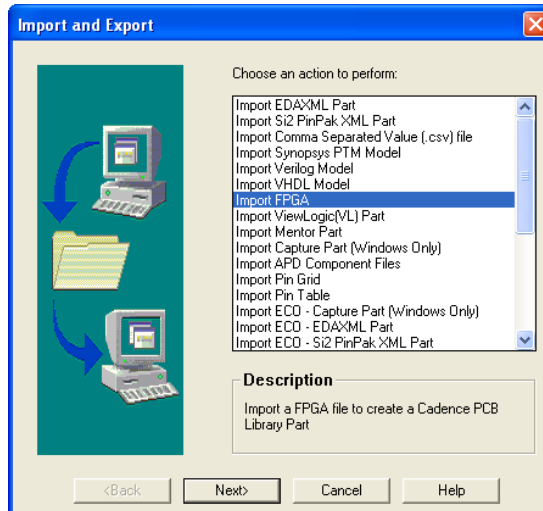 Import and Export
Choose an action to perform:
Import EDAXML Part
Import Si2 PinPak XML Part
Import Comma Separated Value (.csv) file
Import Synopsys PTM Model
Import Verilog Model
Import VHDL Model
Import FPGA
Import ViewLogic(VL) Part
Import Mentor Part
Import Capture Part (Windows Only)
Import APD Component Files
Import Pin Grid
Import Pin Table
Import ECO - Capture Part (Windows Only)
Import ECO - EDAXML Part
Import ECO - Si2 PinPak XML Part
Description
Import a FPGA file to create a Cadence PCB
Library Part
<Back Next> Cancel Help